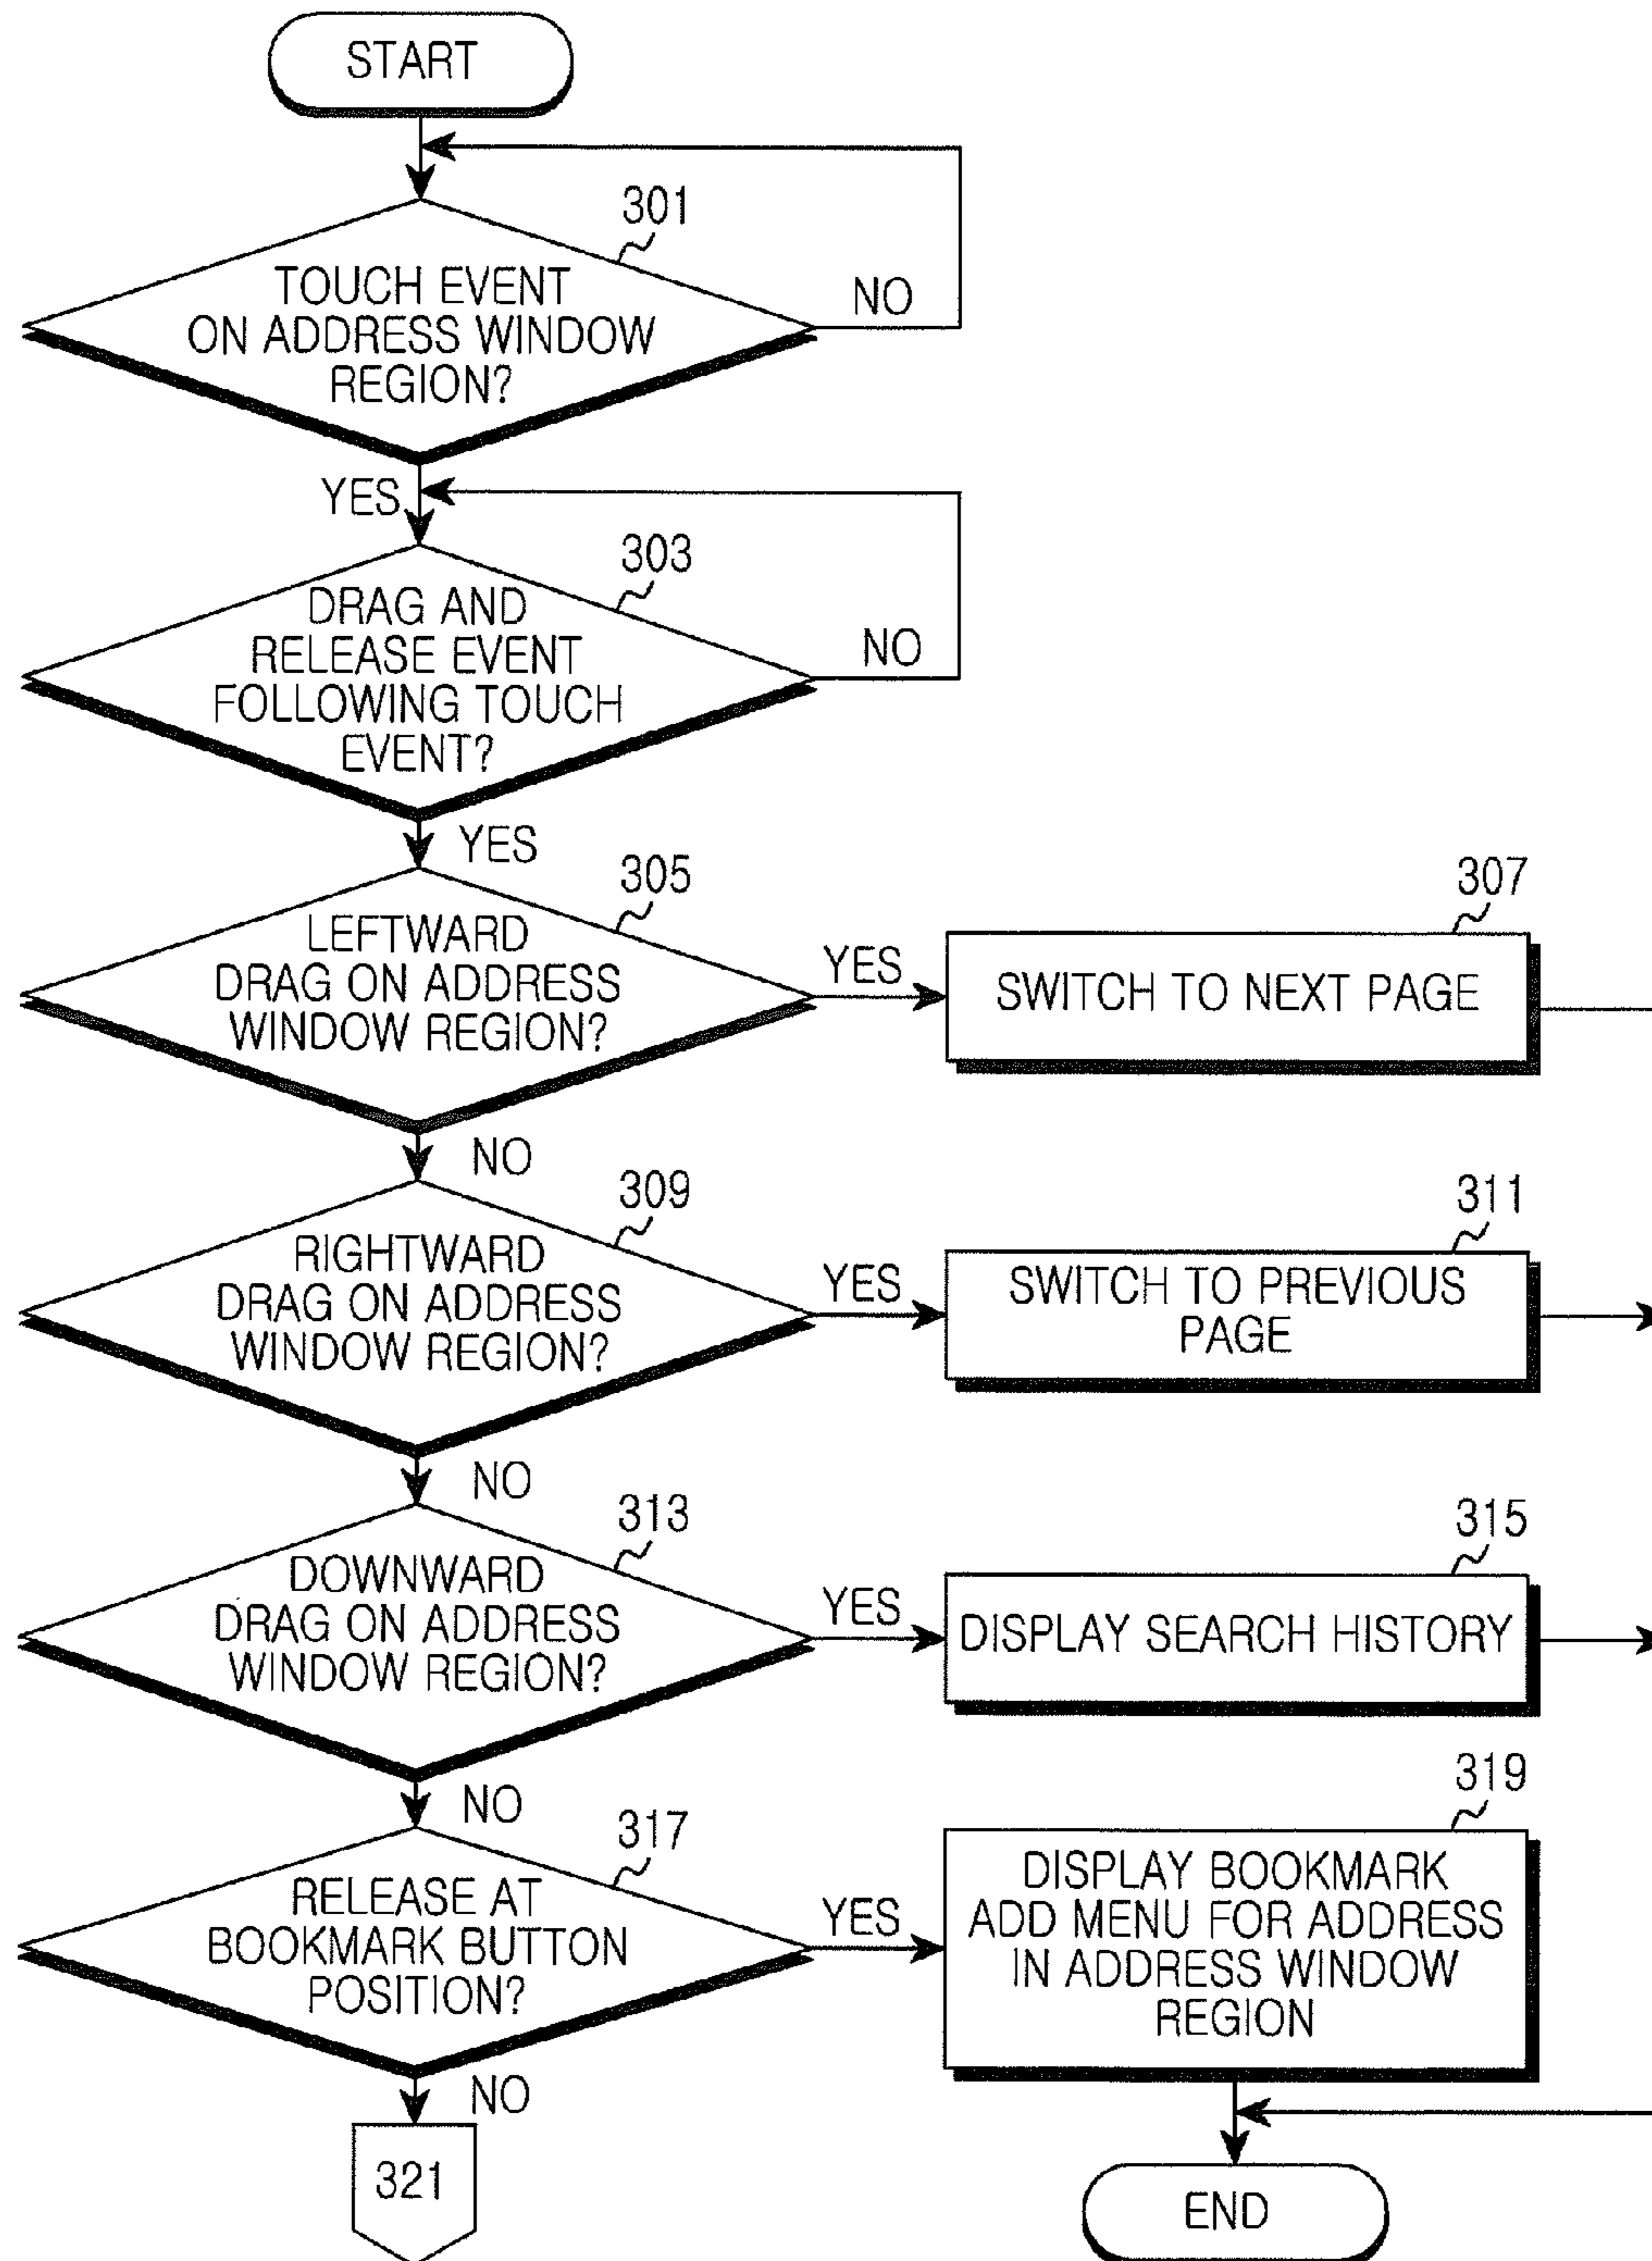 START
301
TOUCH EVENT
ON ADDRESS WINDOW
REGION?
NO
YES
303
DRAG AND
RELEASE EVENT
FOLLOWING TOUCH
EVENT?
NO
YES
305
LEFTWARD
DRAG ON ADDRESS
WINDOW REGION?
YES
307
SWITCH TO NEXT PAGE
NO
309
RIGHTWARD
DRAG ON ADDRESS
WINDOW REGION?
YES
311
SWITCH TO PREVIOUS
PAGE
NO
313
DOWNWARD
DRAG ON ADDRESS
WINDOW REGION?
YES
315
DISPLAY SEARCH HISTORY
NO
317
RELEASE AT
BOOKMARK BUTTON
POSITION?
YES
319
DISPLAY BOOKMARK
ADD MENU FOR ADDRESS
IN ADDRESS WINDOW
REGION
NO
321
END